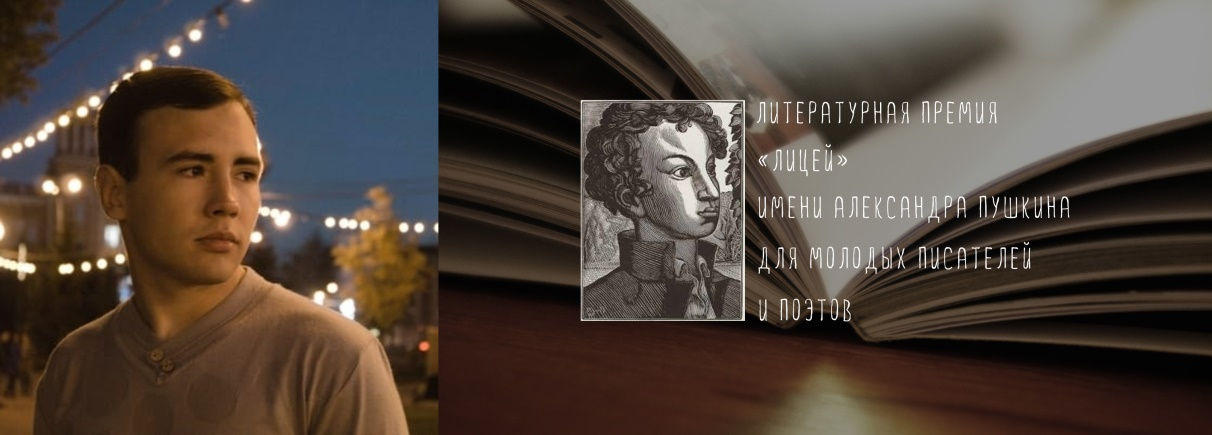 ЛИТЕРАТУРНАЯ ПРЕМИЯ
«ЛИЦЕЙ»
ИМЕНИ АЛЕКСАНДРА ПУШКИНА
ДЛЯ МОЛОДЫХ ПИСАТЕЛЕЙ
И ПОЭТОВ